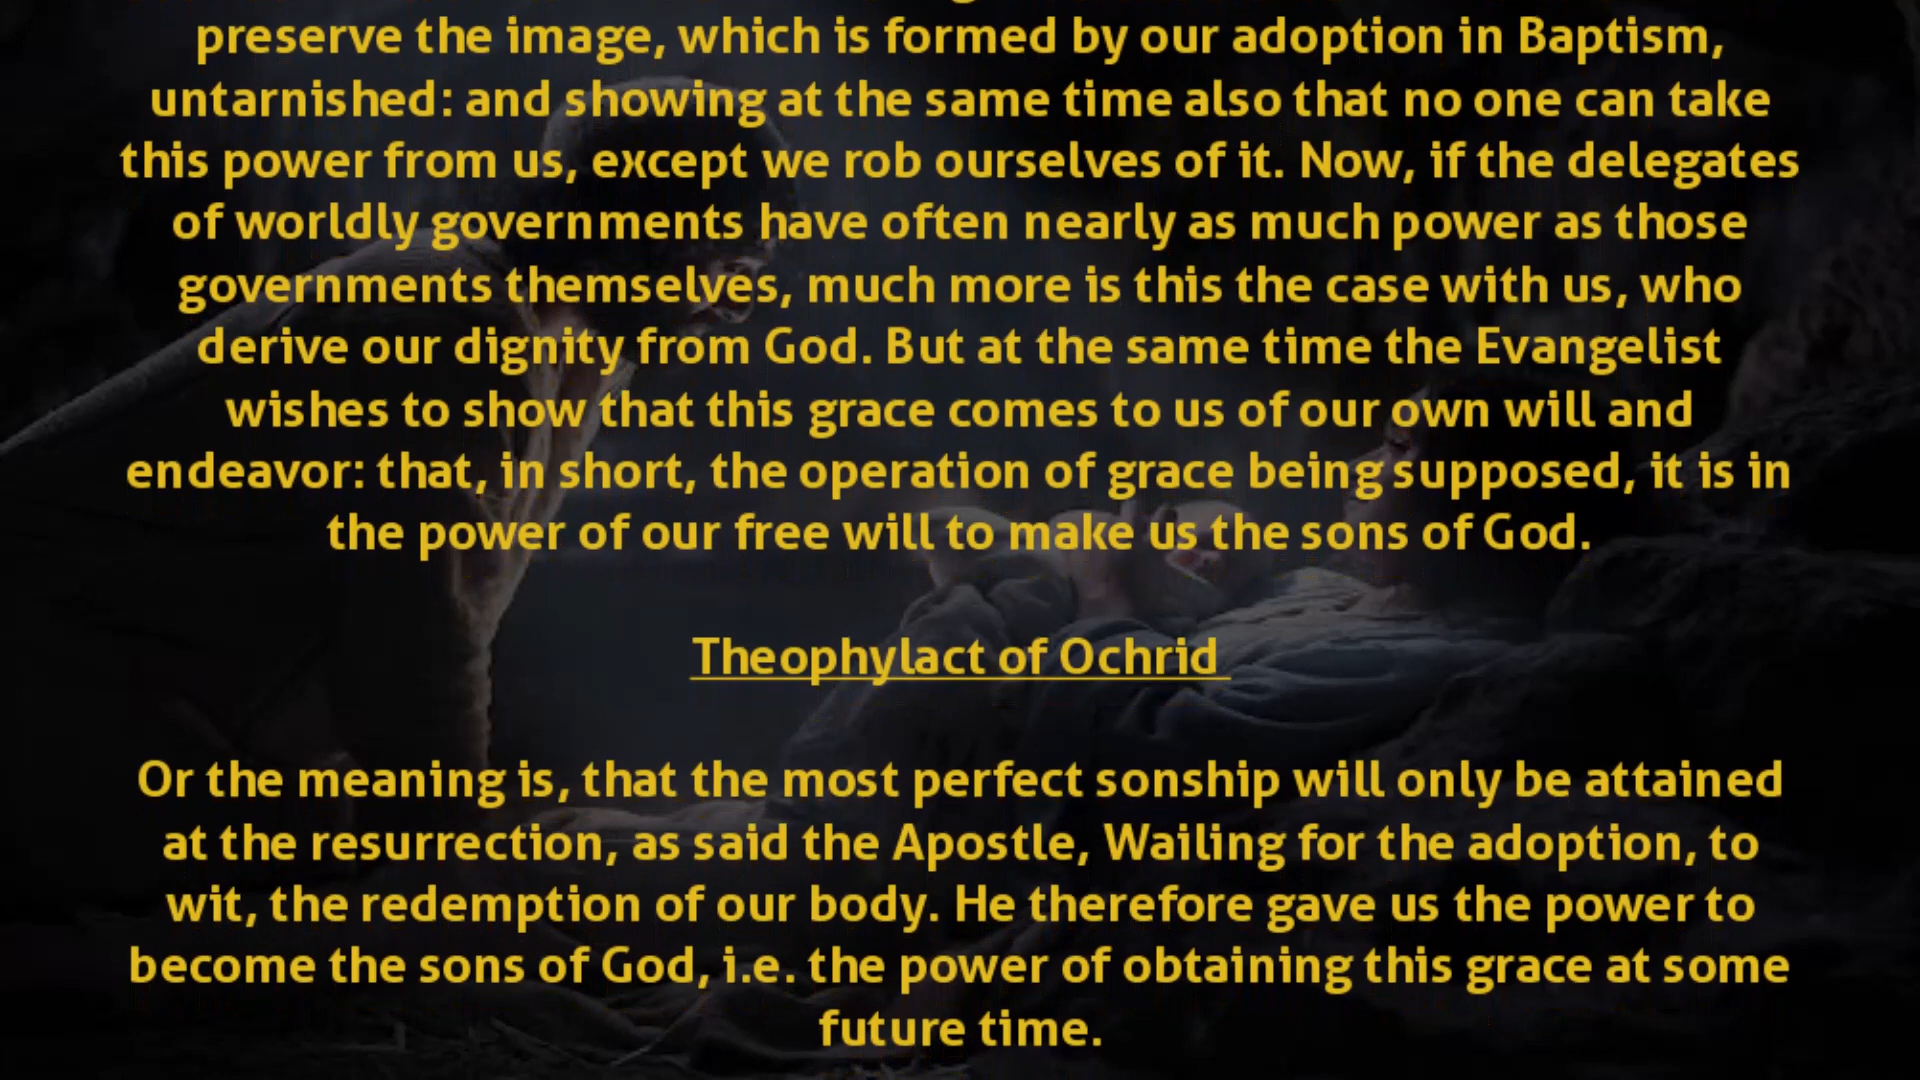 preserve the image, which is formed by our adoption in Baptism,
untarnished: and showing at the same time also that no one can take
this power from us, except we rob ourselves of it. Now, if the delegates
of worldly governments have often nearly as much power as those
governments themselves, much more is this the case with us, who
derive our dignity from God. But at the same time the Evangelist
wishes to show that this grace comes to us of our own will and
endeavor: that, in short, the operation of grace being supposed, it is in
the power of our free will to make us the sons of God.
Theophylact of Ochrid
Or the meaning is, that the most perfect sonship will only be attained
at the resurrection, as said the Apostle, Wailing for the adoption, to
wit, the redemption of our body. He therefore gave us the power to
become the sons of God, i.e. the power of obtaining this grace at some
future time.